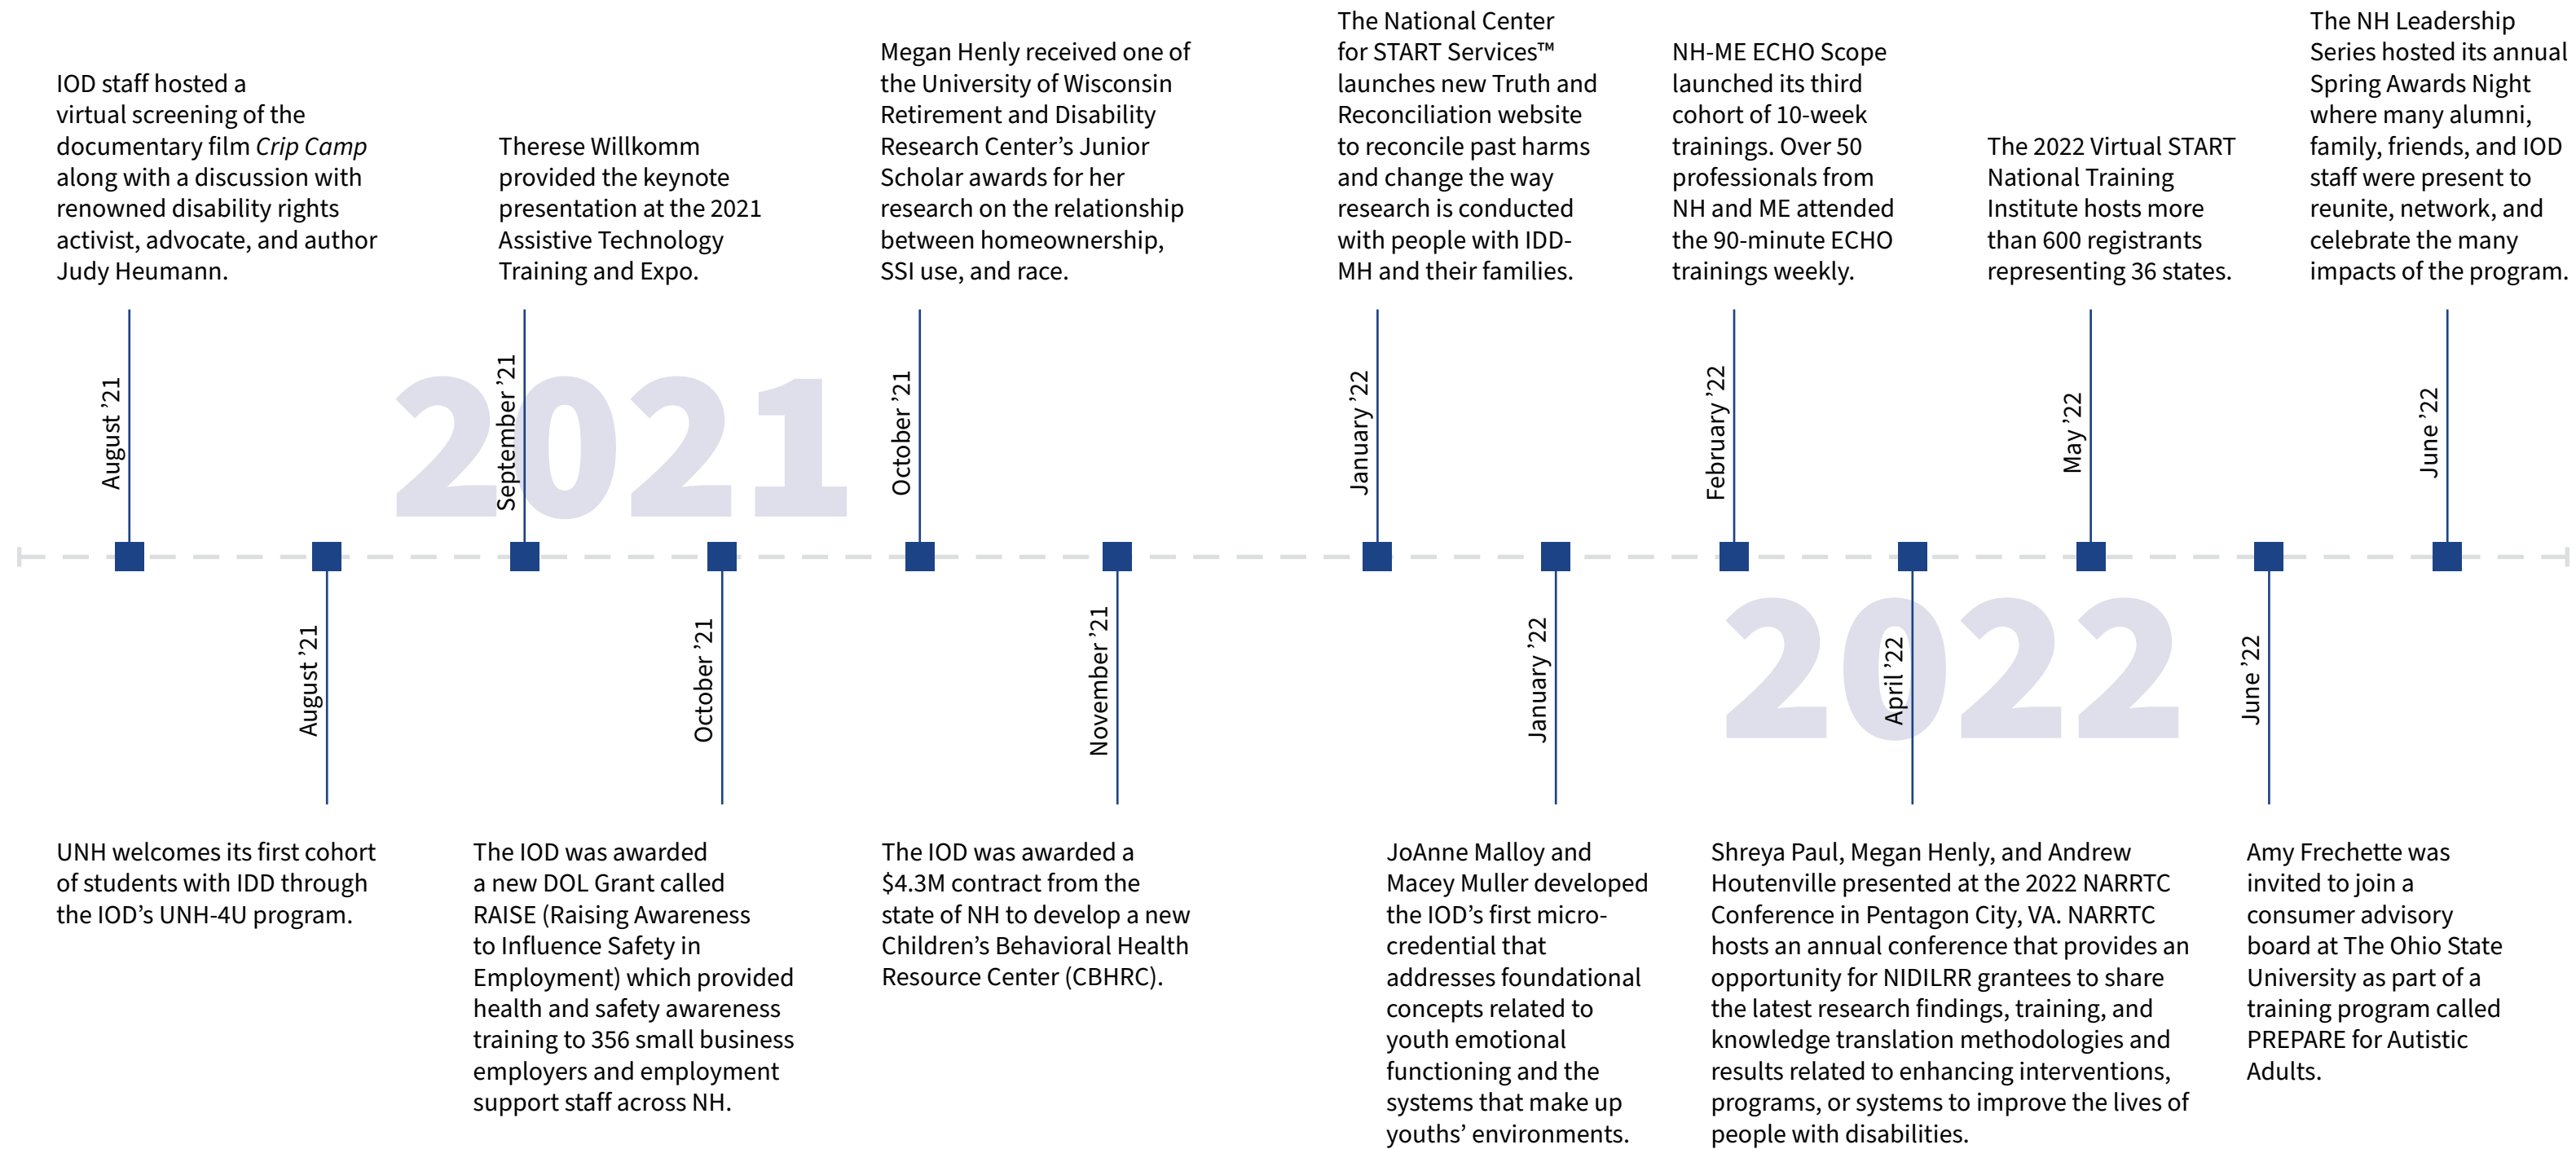 IOD staff hosted a
virtual screening of the
documentary film Crip Camp
along with a discussion with
renowned disability rights
activist, advocate, and author
Judy Heumann.
Therese Willkomm
provided the keynote
presentation at the 2021
Assistive Technology
Training and Expo.
Megan Henly received one of
the University of Wisconsin
Retirement and Disability
Research Center’s Junior
Scholar awards for her
research on the relationship
between homeownership,
SSI use, and race.
The National Center
for START Services™
launches new Truth and
Reconciliation website
to reconcile past harms
and change the way
research is conducted
with people with IDD-
MH and their families.
NH-ME ECHO Scope
launched its third
cohort of 10-week
trainings. Over 50
professionals from
NH and ME attended
the 90-minute ECHO
trainings weekly.
The 2022 Virtual START
National Training
Institute hosts more
than 600 registrants
representing 36 states.
The NH Leadership
Series hosted its annual
Spring Awards Night
where many alumni,
family, friends, and IOD
staff were present to
reunite, network, and
celebrate the many
impacts of the program.
August ’21
September ’21
2021
October ’21
January ’22
February ’22
May ’22
June ’22
August ’21
October ’21
November ’21
January ’22
2022
April ’22
June ’22
UNH welcomes its first cohort
of students with IDD through
the IOD’s UNH-4U program.
The IOD was awarded
a new DOL Grant called
RAISE (Raising Awareness
to Influence Safety in
Employment) which provided
health and safety awareness
training to 356 small business
employers and employment
support staff across NH.
The IOD was awarded a
$4.3M contract from the
state of NH to develop a new
Children’s Behavioral Health
Resource Center (CBHRC).
JoAnne Malloy and
Macey Muller developed
the IOD’s first micro-
credential that
addresses foundational
concepts related to
youth emotional
functioning and the
systems that make up
youths’ environments.
Shreya Paul, Megan Henly, and Andrew
Houtenville presented at the 2022 NARRTC
Conference in Pentagon City, VA. NARRTC
hosts an annual conference that provides an
opportunity for NIDILRR grantees to share
the latest research findings, training, and
knowledge translation methodologies and
results related to enhancing interventions,
programs, or systems to improve the lives of
people with disabilities.
Amy Frechette was
invited to join a
consumer advisory
board at The Ohio State
University as part of a
training program called
PREPARE for Autistic
Adults.